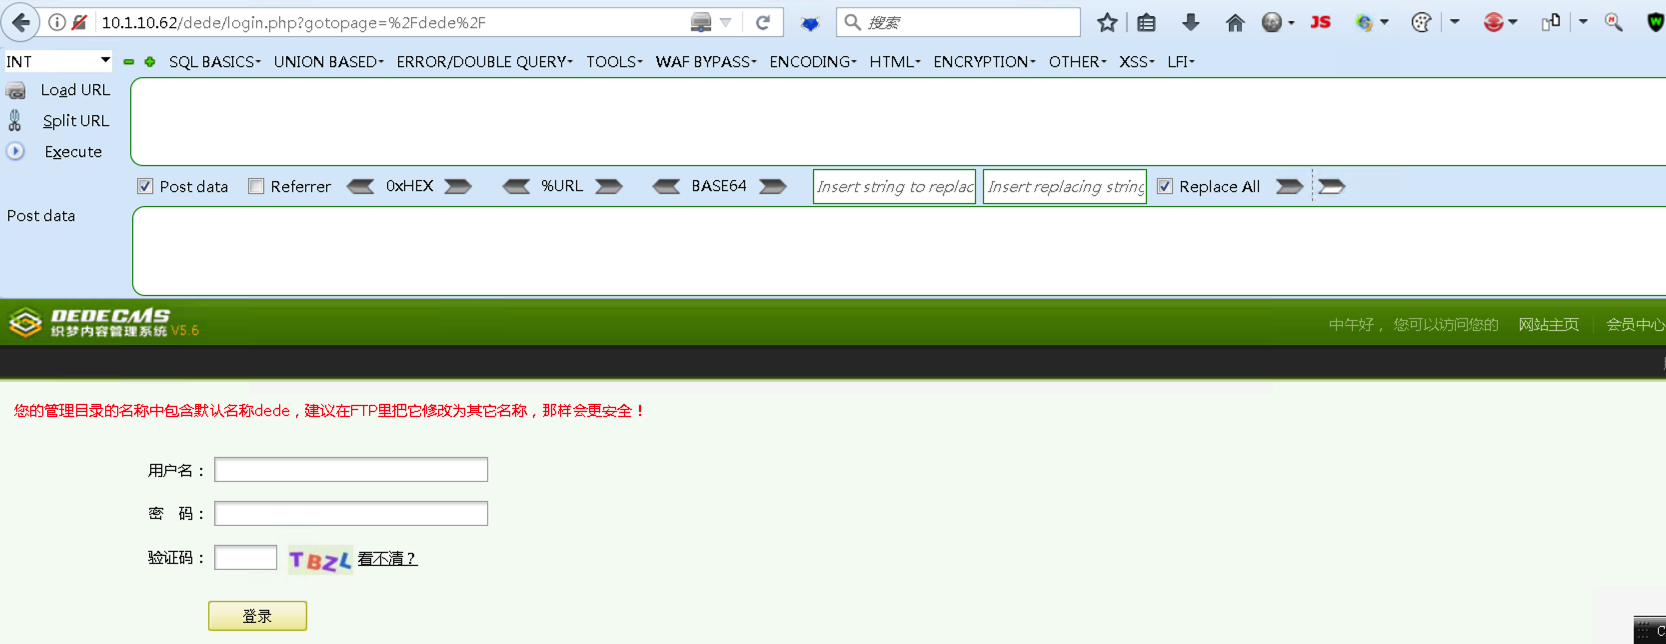 10.1.10.62/dede/login.php?gotopage=%2Fdede%2F 搜索 JS
INT SQL BASICS UNION BASED ERROR/DOUBLE QUERY TOOLS WAF BYPASS ENCODING HTML ENCRYPTION OTHER XSS LFI
Load URL
Split URL
Execute
Post data Referrer 0xHEX %URL BASE64 Insert string to replac Insert replacing string Replace All
Post data
DEDECMS
织梦内容管理系统 V5.6
中午好， 您可以访问您的 网站主页 会员中心
您的管理目录的名称中包含默认名称dede，建议在FTP里把它修改为其它名称，那样会更安全！
用户名：
密 码：
验证码： TBZL 看不清？
登录
C